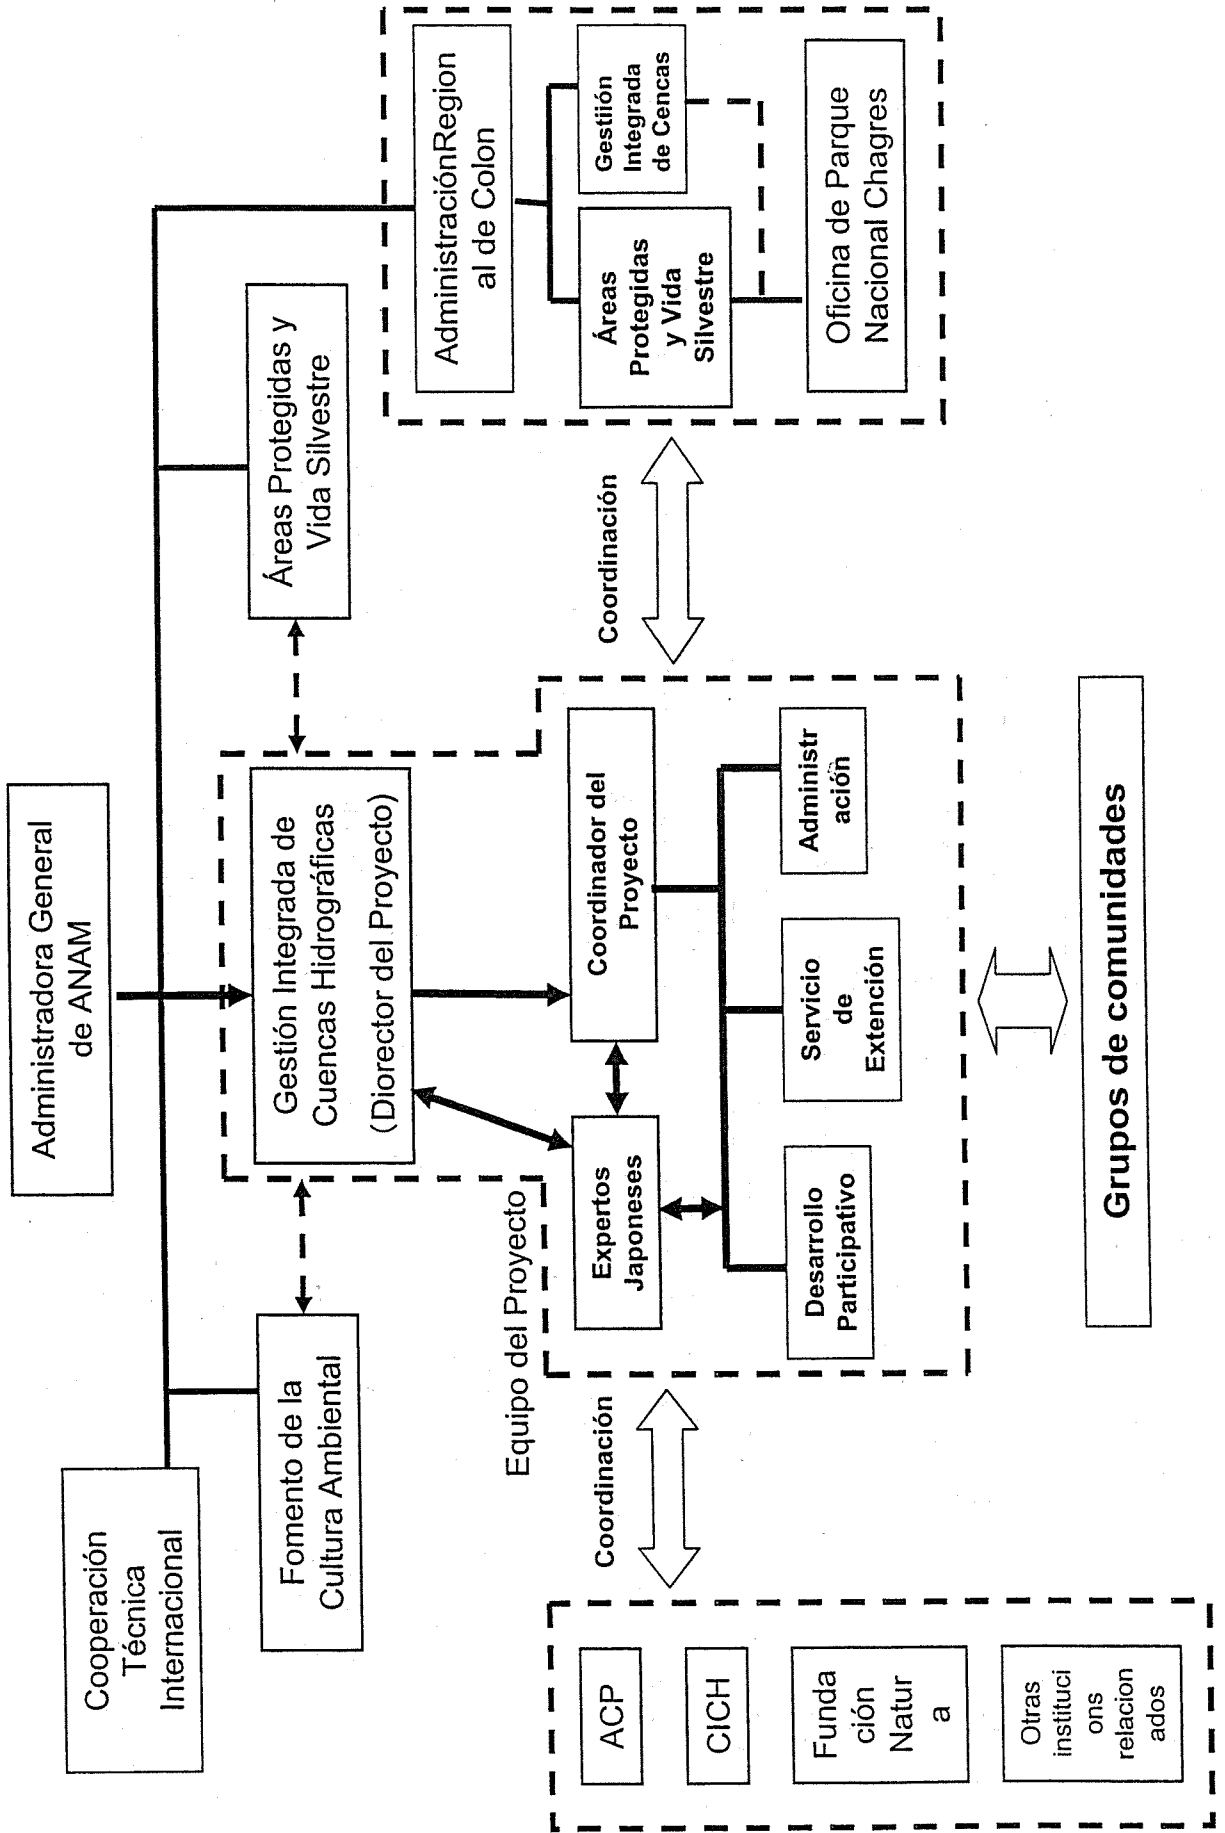 Administradora General
de ANAM
Cooperación
Técnica
Internacional
Fomento de la
Cultura Ambiental
Gestión Integrada de
Cuencas Hidrográficas
(Diorector del Proyecto)
Áreas Protegidas y
Vida Silvestre
AdministraciónRegion
al de Colon
Áreas
Protegidas
y Vida
Silvestre
Gestiión
Integrada
de Cencas
Oficina de Parque
Nacional Chagres
Equipo del Proyecto
Expertos
Japoneses
Coordinador del
Proyecto
Desarrollo
Participativo
Servicio
de
Extención
Administr
ación
Coordinación
Coordinación
ACP
CICH
Funda
ción
Natur
a
Otras
instituci
ons
relacion
ados
Grupos de comunidades